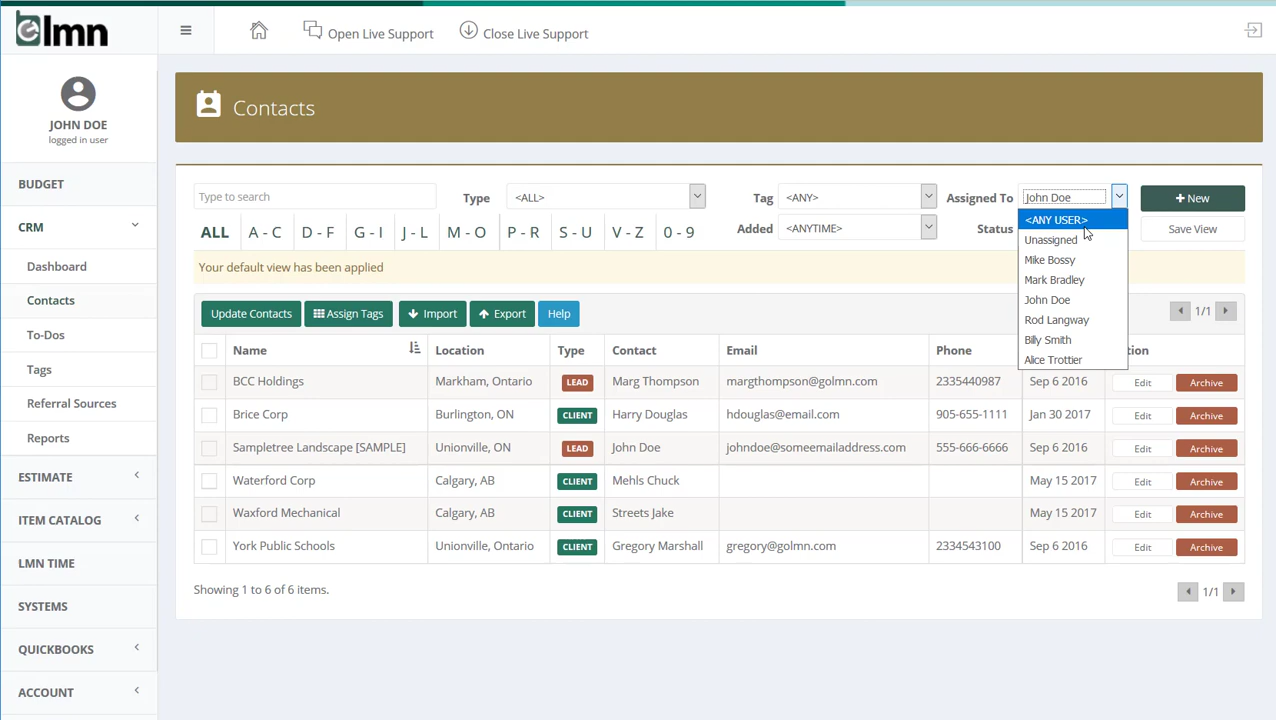 lmn
Open Live Support
Close Live Support
JOHN DOE
logged in user
BUDGET
CRM
Dashboard
Contacts
To-Dos
Tags
Referral Sources
Reports
ESTIMATE
ITEM CATALOG
LMN TIME
SYSTEMS
QUICKBOOKS
ACCOUNT
Contacts
Type to search
Type <ALL>
Tag <ANY>
Assigned To John Doe
+ New
ALL A - C D - F G - I J - L M - O P - R S - U V - Z 0 - 9
Added <ANYTIME>
Status
Save View
<ANY USER>
Unassigned
Mike Bossy
Mark Bradley
John Doe
Rod Langway
Billy Smith
Alice Trottier
Your default view has been applied
Update Contacts Assign Tags Import Export Help
1/1
Name Location Type Contact Email Phone tion
BCC Holdings Markham, Ontario LEAD Marg Thompson margthompson@golmn.com 2335440987 Sep 6 2016 Edit Archive
Brice Corp Burlington, ON CLIENT Harry Douglas hdouglas@email.com 905-655-1111 Jan 30 2017 Edit Archive
Sampletree Landscape [SAMPLE] Unionville, ON LEAD John Doe johndoe@someemailaddress.com 555-666-6666 Sep 6 2016 Edit Archive
Waterford Corp Calgary, AB CLIENT Mehls Chuck May 15 2017 Edit Archive
Waxford Mechanical Calgary, AB CLIENT Streets Jake May 15 2017 Edit Archive
York Public Schools Unionville, Ontario CLIENT Gregory Marshall gregory@golmn.com 2334543100 Sep 6 2016 Edit Archive
Showing 1 to 6 of 6 items.
1/1